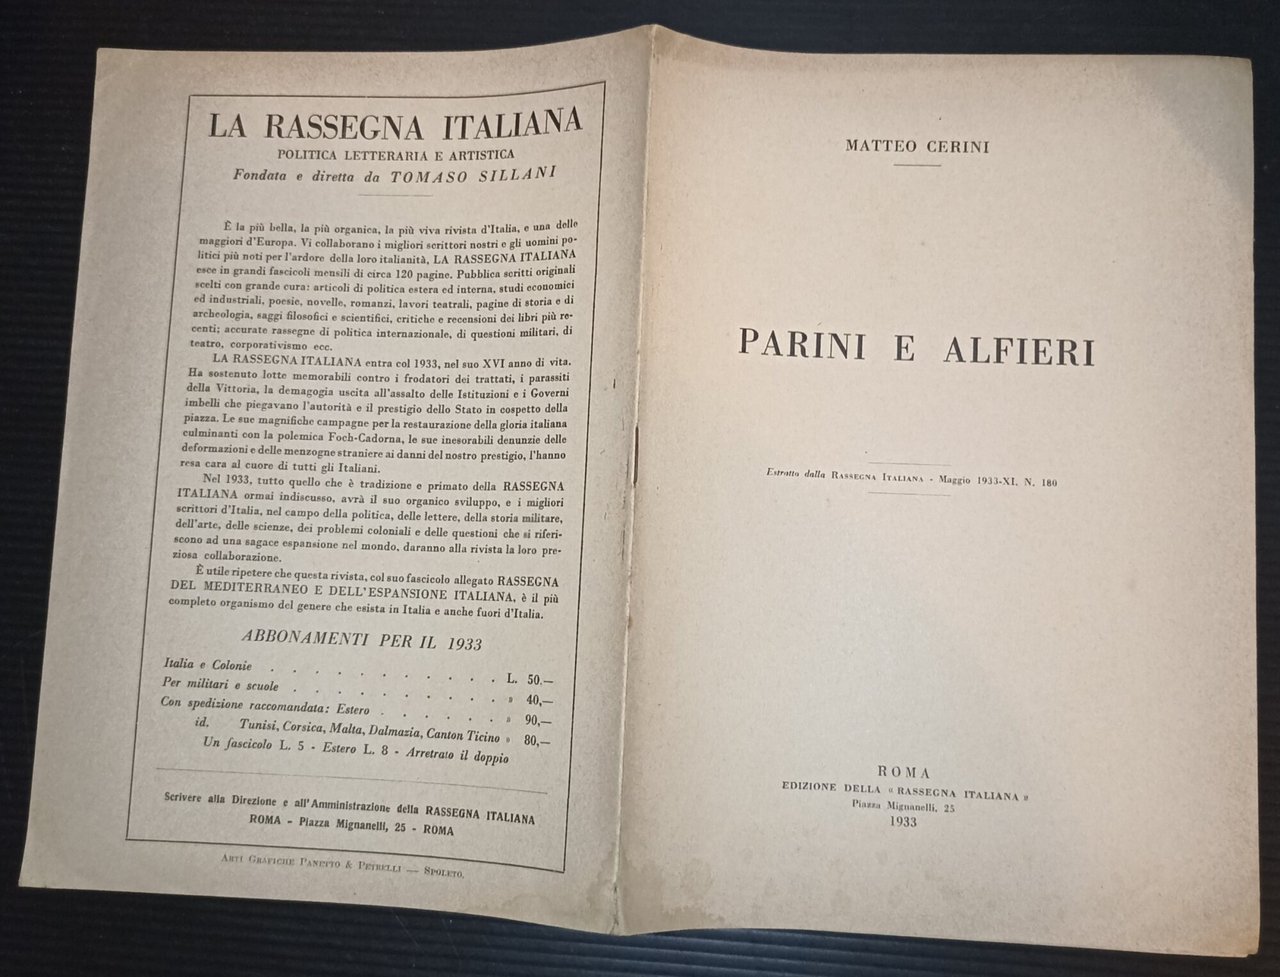 LA RASSEGNA ITALIANA
POLITICA LETTERARIA E ARTISTICA
Fondata e diretta da TOMASO SILLANI
È la più bella, la più organica, la più viva rivista d'Italia, e una delle
maggiori d'Europa. Vi collaborano i migliori scrittori nostri e gli uomini po-
litici più noti per l'ardore della loro italianità, LA RASSEGNA ITALIANA
esce in grandi fascicoli mensili di circa 120 pagine. Pubblica scritti originali
scelti con grande cura: articoli di politica estera ed interna, studi economici
ed industriali, poesie, novelle, romanzi, lavori teatrali, pagine di storia e di
archeologia, saggi filosofici e scientifici, critiche e recensioni dei libri più re-
centi; accurate rassegne di politica internazionale, di questioni militari, di
teatro, corporativismo ecc.
LA RASSEGNA ITALIANA entra col 1933, nel suo XVI anno di vita.
Ha sostenuto lotte memorabili contro i frodatori dei trattati, i parassiti
della Vittoria, la demagogia uscita all'assalto delle Istituzioni e i Governi
imbelli che piegavano l'autorità e il prestigio dello Stato in cospetto della
piazza. Le sue magnifiche campagne per la restaurazione della gloria italiana
culminanti con la polemica Foch-Cadorna, le sue inesorabili denunzie delle
deformazioni e delle menzogne straniere ai danni del nostro prestigio, l'hanno
resa cara al cuore di tutti gli Italiani.
Nel 1933, tutto quello che è tradizione e primato della RASSEGNA
ITALIANA ormai indiscusso, avrà il suo organico sviluppo, e i migliori
scrittori d'Italia, nel campo della politica, delle lettere, della storia militare,
dell'arte, delle scienze, dei problemi coloniali e delle questioni che si riferi-
scono ad una sagace espansione nel mondo, daranno alla rivista la loro pre-
ziosa collaborazione.
È utile ripetere che questa rivista, col suo fascicolo allegato RASSEGNA
DEL MEDITERRANEO E DELL'ESPANSIONE ITALIANA, è il più
completo organismo del genere che esista in Italia e anche fuori d'Italia.
ABBONAMENTI PER IL 1933
Italia e Colonie . . . . . . . . . . . L. 50,—
Per militari e scuole . . . . . . . . . . » 40,—
Con spedizione raccomandata: Estero . . . . . . » 90,—
id. Tunisi, Corsica, Malta, Dalmazia, Canton Ticino » 80,—
Un fascicolo L. 5 - Estero L. 8 - Arretrato il doppio
Scrivere alla Direzione e all'Amministrazione della RASSEGNA ITALIANA
ROMA - Piazza Mignanelli, 25 - ROMA
ARTI GRAFICHE PANETTO & PETRELLI — SPOLETO.
MATTEO CERINI
PARINI E ALFIERI
Estratto dalla RASSEGNA ITALIANA - Maggio 1933-XI, N. 180
ROMA
EDIZIONE DELLA « RASSEGNA ITALIANA »
Piazza Mignanelli, 25
1933